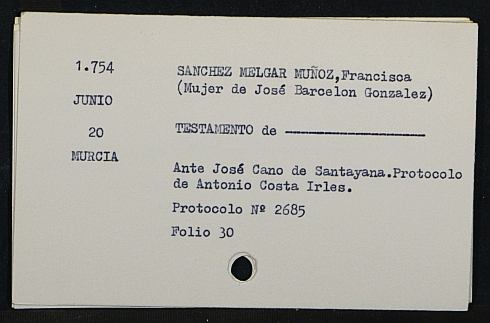 1.754
JUNIO
20
MURCIA
SANCHEZ MELGAR MUÑOZ,Francisca
(Mujer de José Barcelon Gonzalez)
TESTAMENTO de --------------------
Ante José Cano de Santayana.Protocolo
de Antonio Costa Irles.
Protocolo Nº 2685
Folio 30